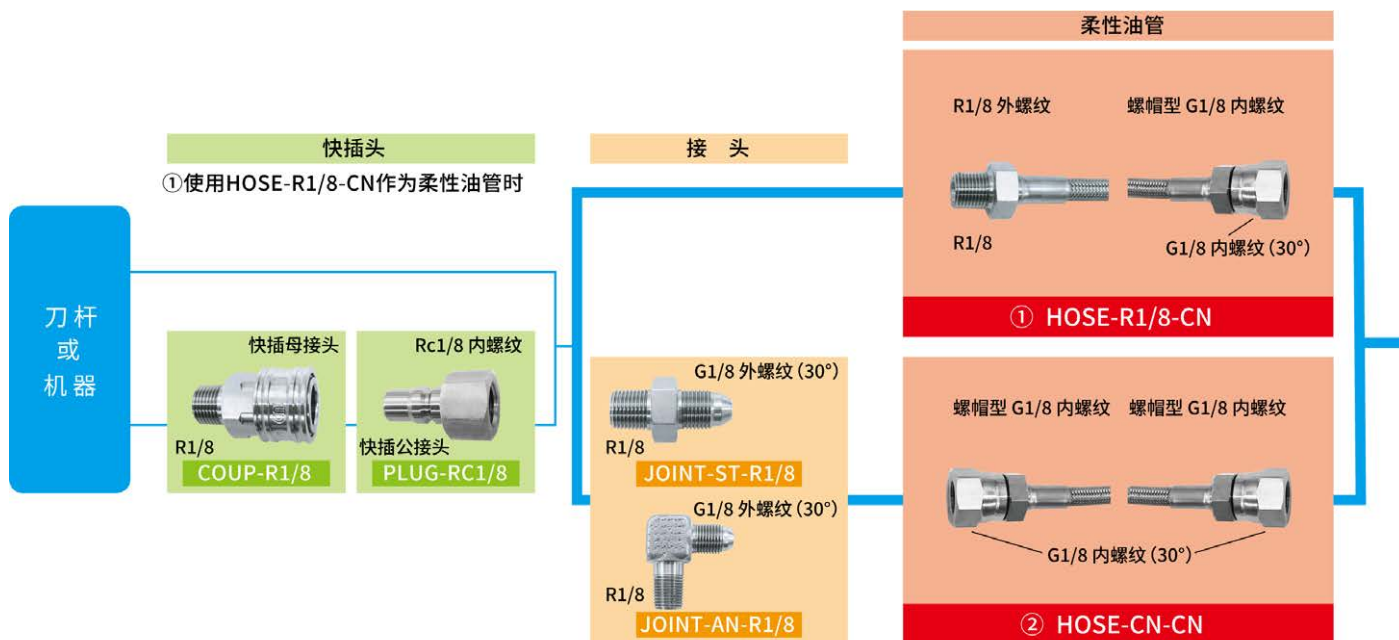 柔性油管
R1/8 外螺纹
螺帽型 G1/8 内螺纹
快插头
接 头
①使用HOSE-R1/8-CN作为柔性油管时
R1/8
G1/8 内螺纹(30°)
① HOSE-R1/8-CN
刀杆
或
机器
快插母接头
Rc1/8 内螺纹
R1/8
快插公接头
COUP-R1/8
PLUG-RC1/8
G1/8 外螺纹(30°)
R1/8
JOINT-ST-R1/8
G1/8 外螺纹(30°)
R1/8
JOINT-AN-R1/8
螺帽型 G1/8 内螺纹
螺帽型 G1/8 内螺纹
G1/8 内螺纹(30°)
② HOSE-CN-CN